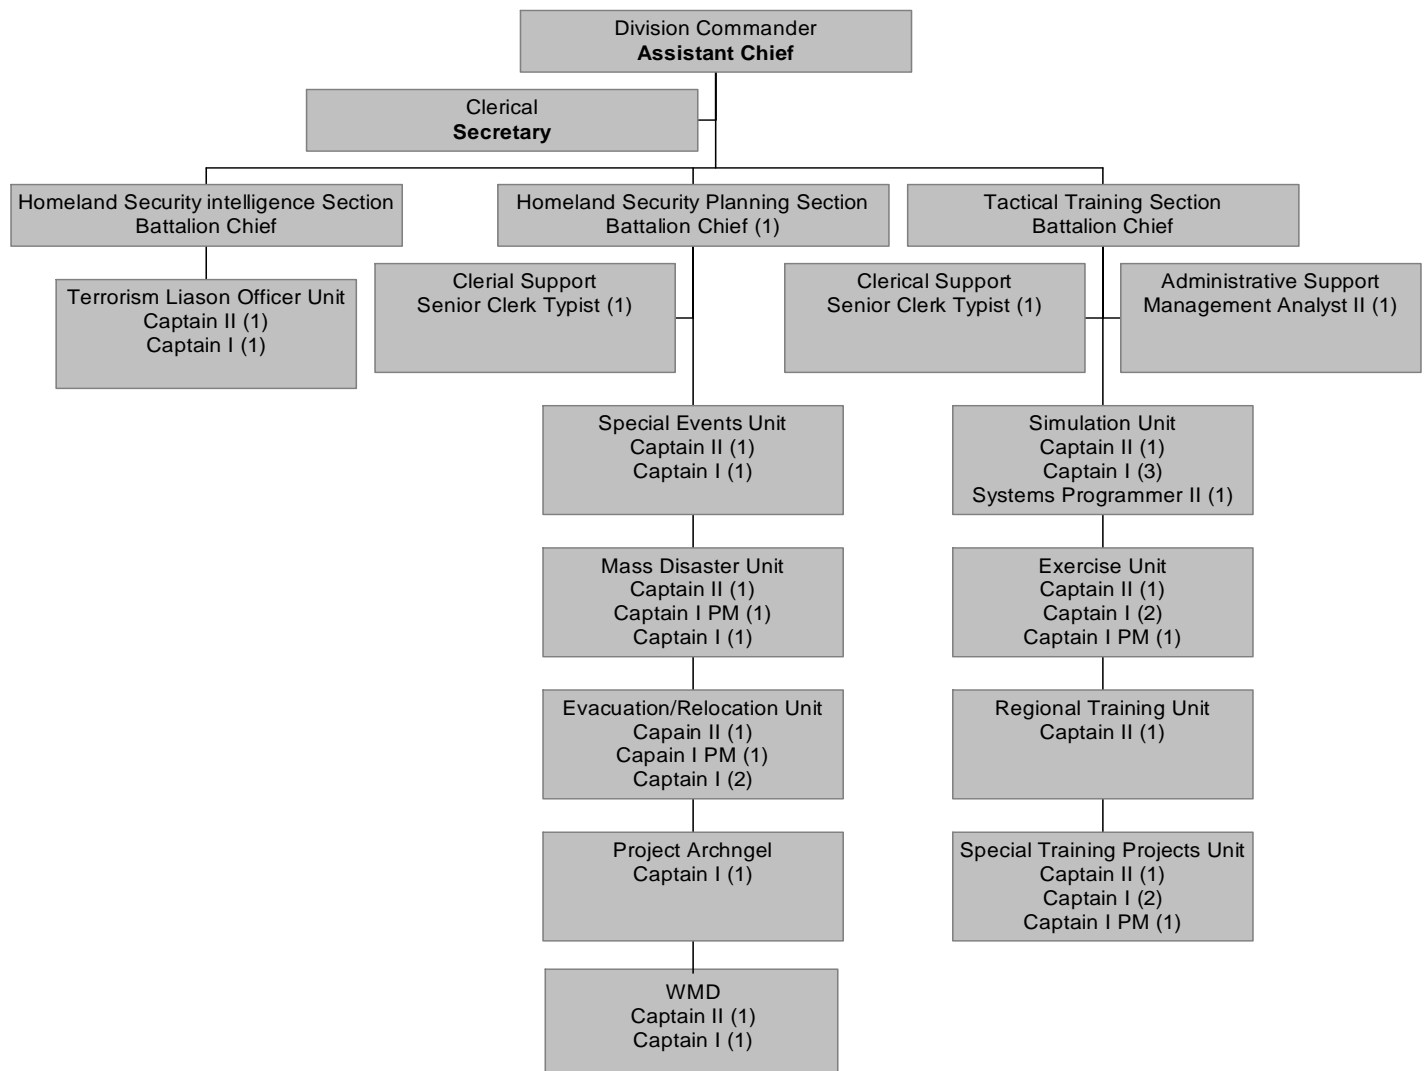 Division Commander
Assistant Chief
Clerical
Secretary
Homeland Security intelligence Section
Battalion Chief
Homeland Security Planning Section
Battalion Chief (1)
Tactical Training Section
Battalion Chief
Terrorism Liason Officer Unit
Captain II (1)
Captain I (1)
Clerial Support
Senior Clerk Typist (1)
Clerical Support
Senior Clerk Typist (1)
Administrative Support
Management Analyst II (1)
Special Events Unit
Captain II (1)
Captain I (1)
Simulation Unit
Captain II (1)
Captain I (3)
Systems Programmer II (1)
Mass Disaster Unit
Captain II (1)
Captain I PM (1)
Captain I (1)
Exercise Unit
Captain II (1)
Captain I (2)
Captain I PM (1)
Evacuation/Relocation Unit
Capain II (1)
Capain I PM (1)
Captain I (2)
Regional Training Unit
Captain II (1)
Project Archngel
Captain I (1)
Special Training Projects Unit
Captain II (1)
Captain I (2)
Captain I PM (1)
WMD
Captain II (1)
Captain I (1)